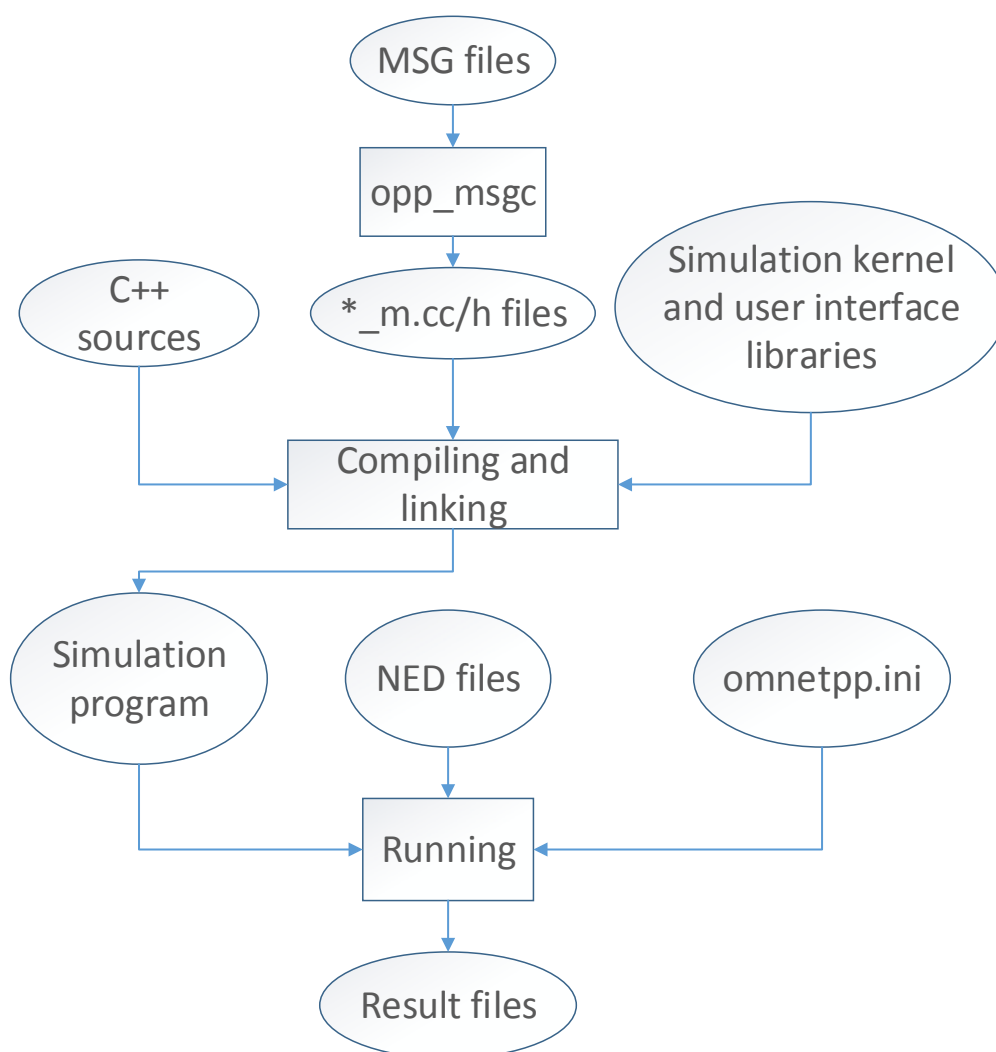 MSG files
opp_msgc
C++
sources
*_m.cc/h files
Simulation kernel
and user interface
libraries
Compiling and
linking
Simulation
program
NED files
omnetpp.ini
Running
Result files